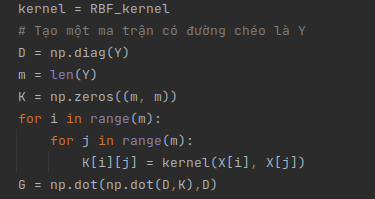 kernel = RBF_kernel
# Tạo một ma trận có đường chéo là Y
D = np.diag(Y)
m = len(Y)
K = np.zeros((m, m))
for i in range(m):
    for j in range(m):
        K[i][j] = kernel(X[i], X[j])
G = np.dot(np.dot(D,K),D)